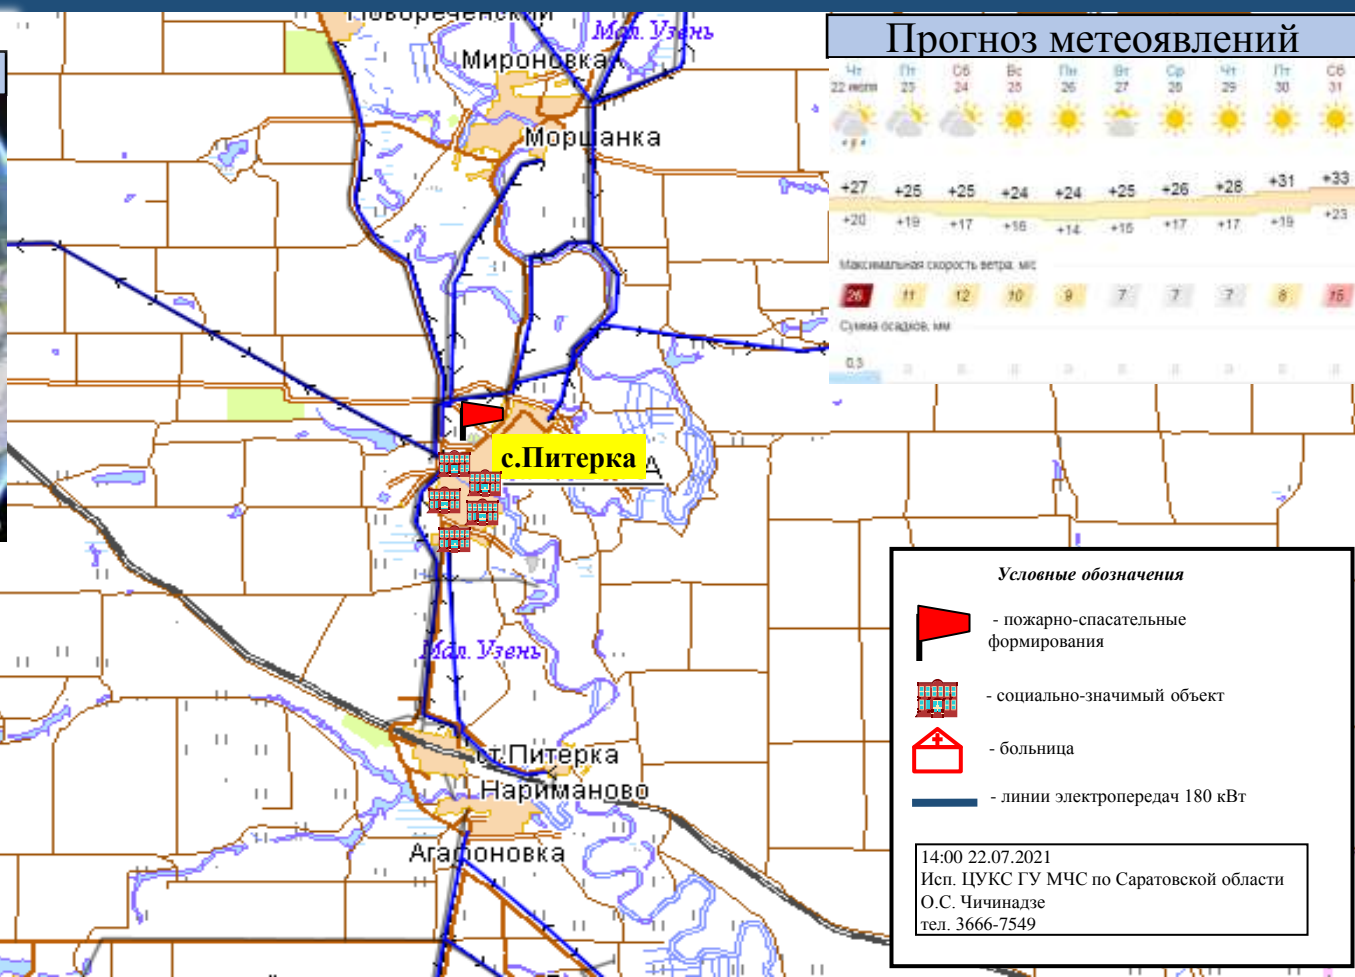 Новореченский
Мал. Узень
Мироновка
Моршанка
с.Питерка
Мал. Узень
ст.Питерка
Нариманово
Агафоновка
Прогноз метеоявлений
Чт Пт Сб Вс Пн Вт Ср Чт Пт Сб
22 июля 23 24 25 26 27 28 29 30 31
+27 +25 +25 +24 +24 +25 +26 +28 +31 +33
+20 +19 +17 +16 +14 +15 +17 +17 +19 +23
Максимальная скорость ветра, м/с
26 11 12 10 9 7 7 7 8 15
Сумма осадков, мм
0,3
Условные обозначения
- пожарно-спасательные
формирования
- социально-значимый объект
- больница
- линии электропередач 180 кВт
14:00 22.07.2021
Исп. ЦУКС ГУ МЧС по Саратовской области
О.С. Чичинадзе
тел. 3666-7549